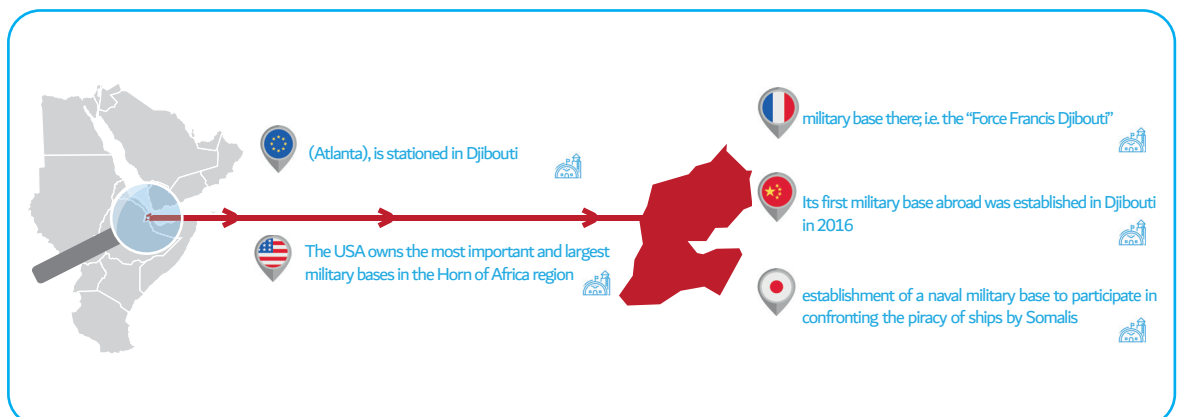 (Atlanta), is stationed in Djibouti
The USA owns the most important and largest
military bases in the Horn of Africa region
military base there; i.e. the “Force Francis Djibouti”
Its first military base abroad was established in Djibouti
in 2016
establishment of a naval military base to participate in
confronting the piracy of ships by Somalis